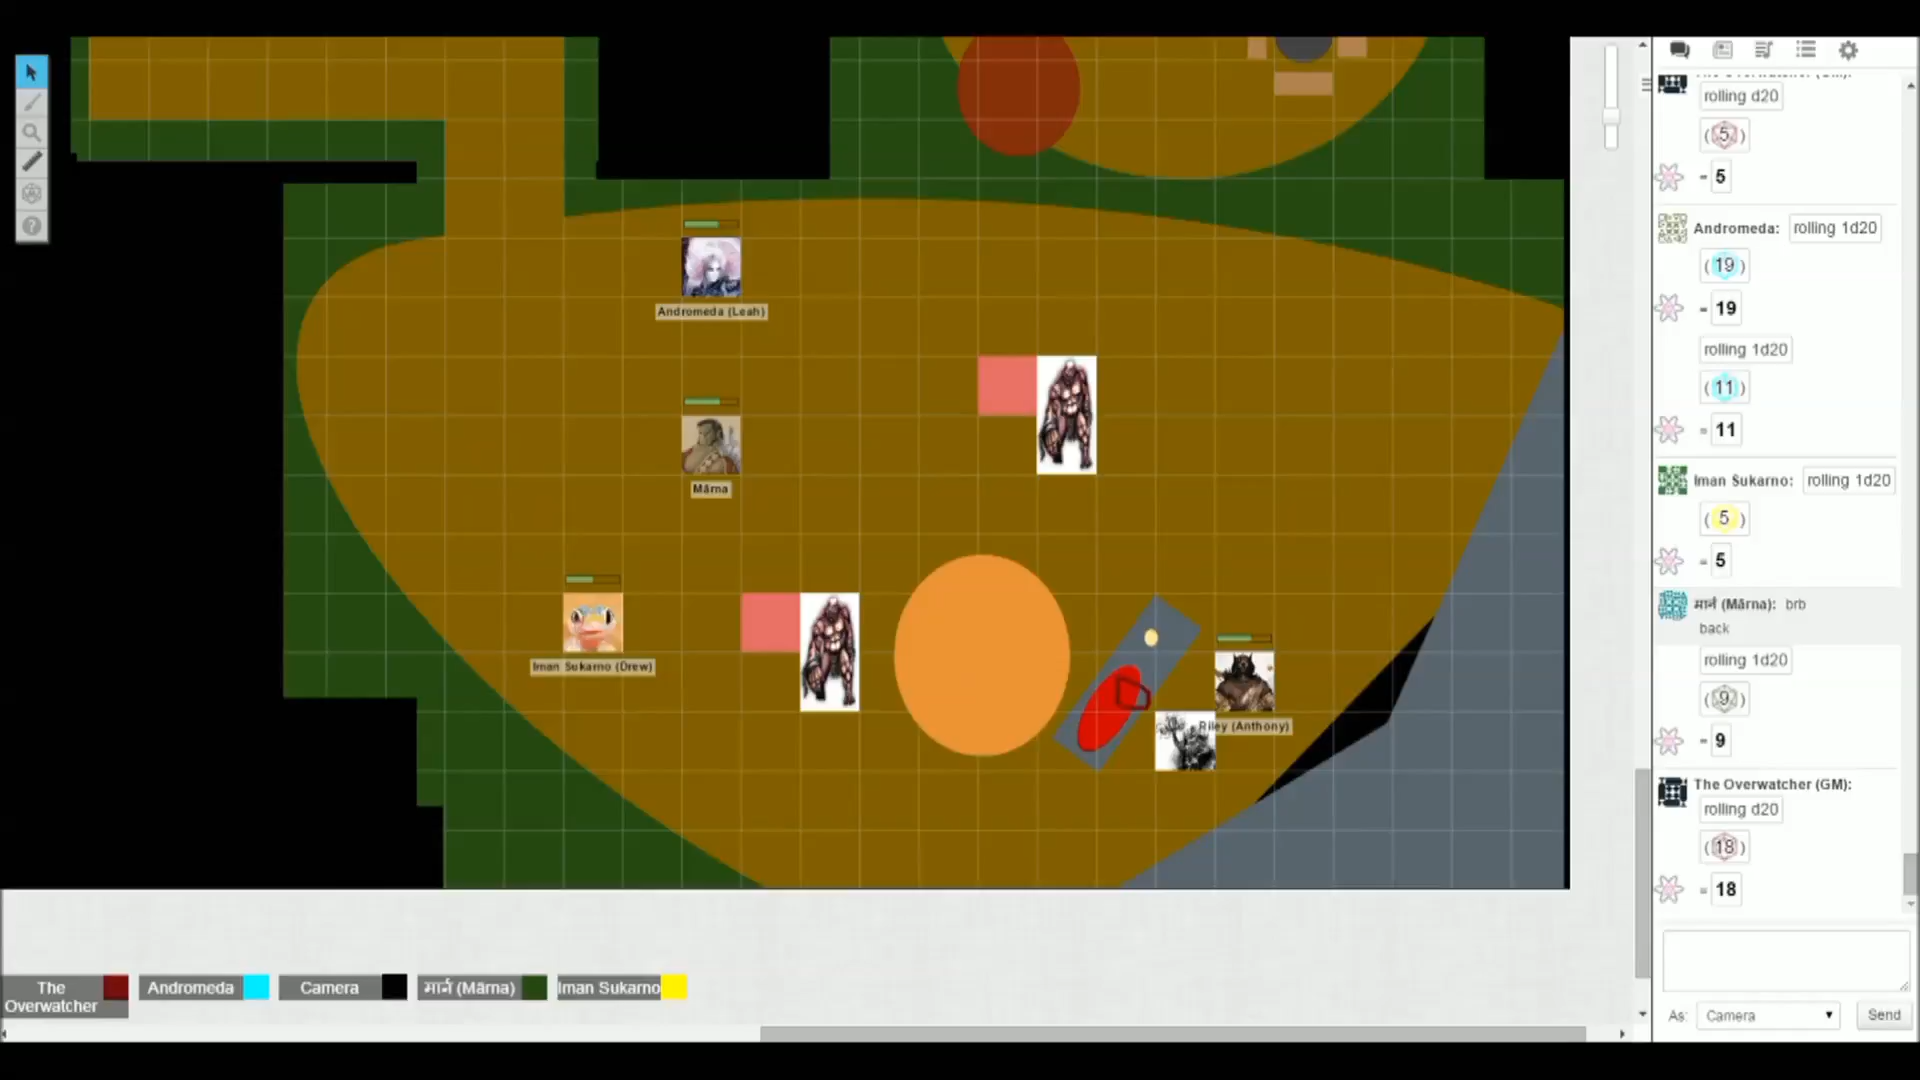 Andromeda (Leah)
Mārna
Iman Sukarno (Drew)
Riley (Anthony)
The Overwatcher
Andromeda
Camera
मार्न (Mārna)
Iman Sukarno
rolling d20
(5)
= 5
Andromeda: rolling 1d20
(19)
= 19
rolling 1d20
(11)
= 11
Iman Sukarno: rolling 1d20
(5)
= 5
मार्न (Mārna): brb
back
rolling 1d20
(9)
= 9
The Overwatcher (GM):
rolling d20
(18)
= 18
As: Camera
Send